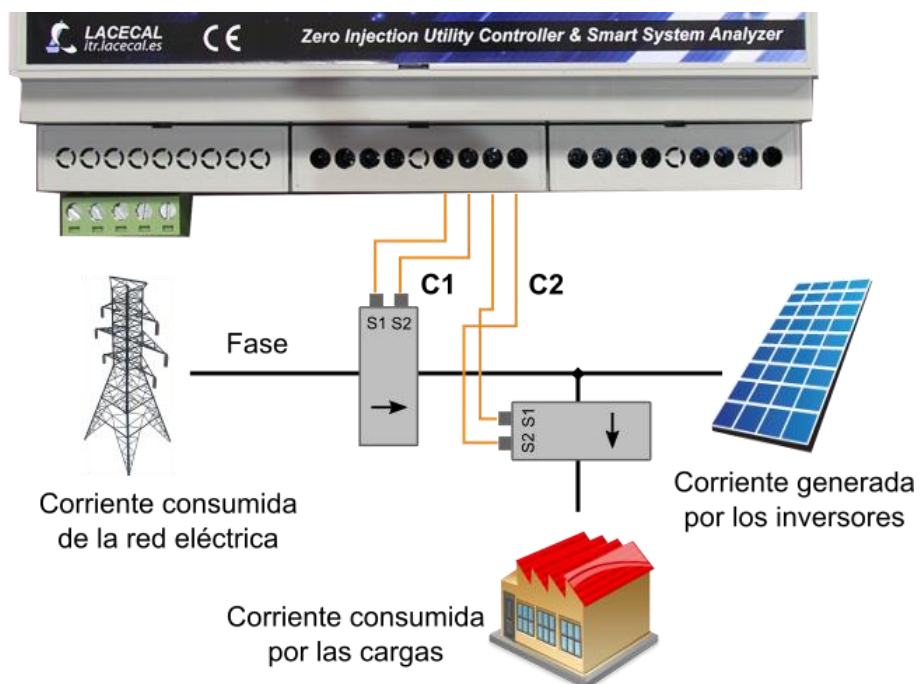 LACECAL
ltr.lacecal.es
CE
Zero Injection Utility Controller & Smart System Analyzer
C1
C2
S1 S2
Fase
S1
S2
Corriente consumida
de la red eléctrica
Corriente generada
por los inversores
Corriente consumida
por las cargas